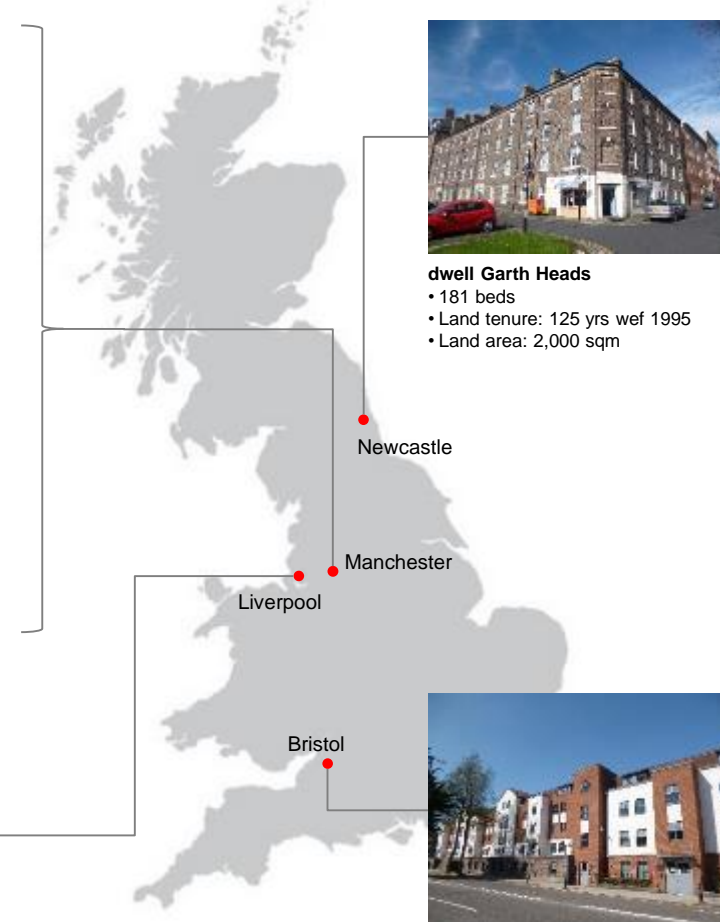 dwell Garth Heads
• 181 beds
• Land tenure: 125 yrs wef 1995
• Land area: 2,000 sqm
Newcastle
Manchester
Liverpool
Bristol